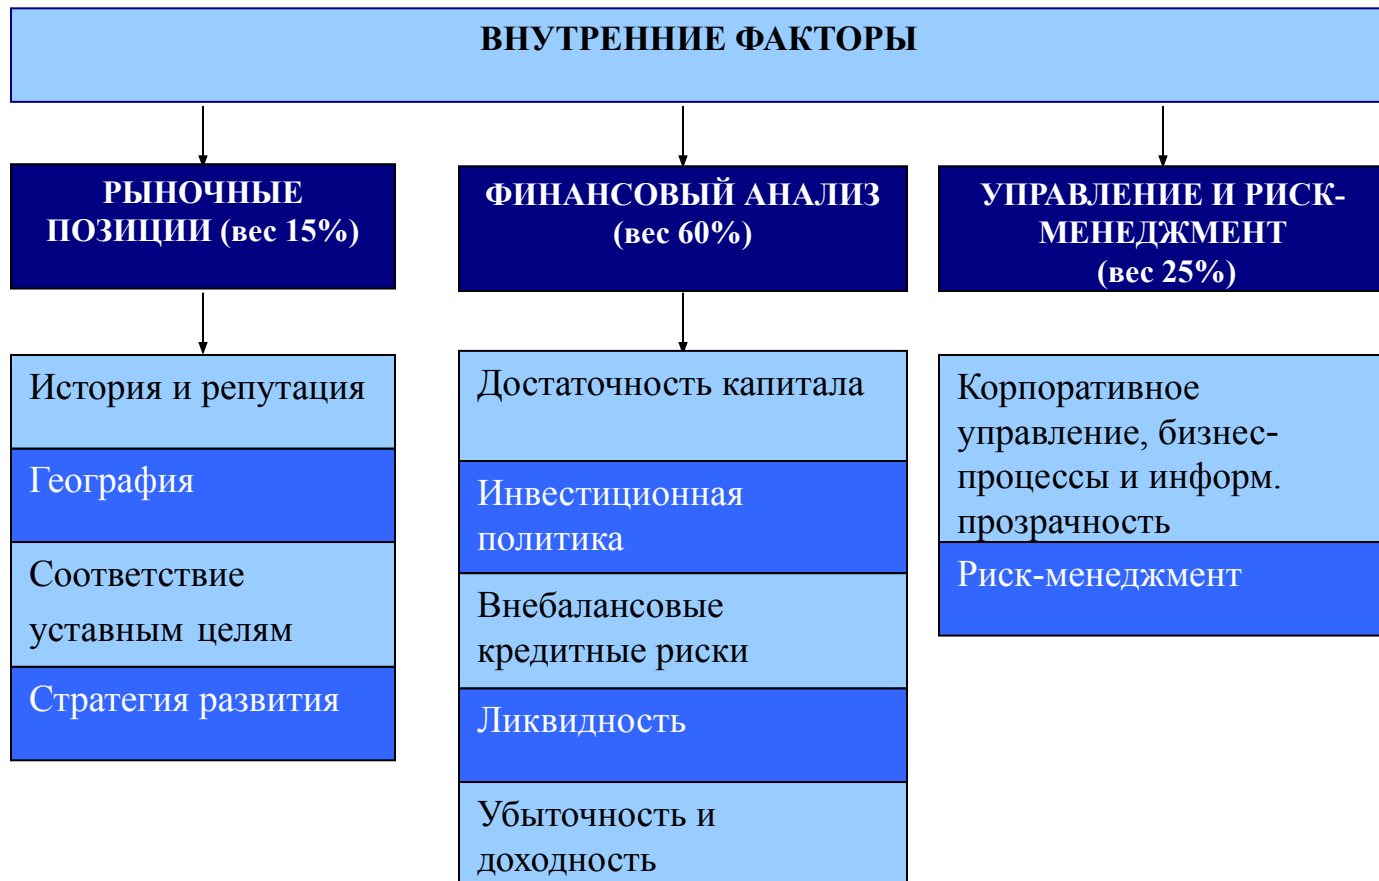 ВНУТРЕННИЕ ФАКТОРЫ
РЫНОЧНЫЕ
ПОЗИЦИИ (вес 15%)
История и репутация
География
Соответствие
уставным целям
Стратегия развития
ФИНАНСОВЫЙ АНАЛИЗ
(вес 60%)
Достаточность капитала
Инвестиционная
политика
Внебалансовые
кредитные риски
Ликвидность
Убыточность и
доходность
УПРАВЛЕНИЕ И РИСК-
МЕНЕДЖМЕНТ
(вес 25%)
Корпоративное
управление, бизнес-
процессы и информ.
прозрачность
Риск-менеджмент